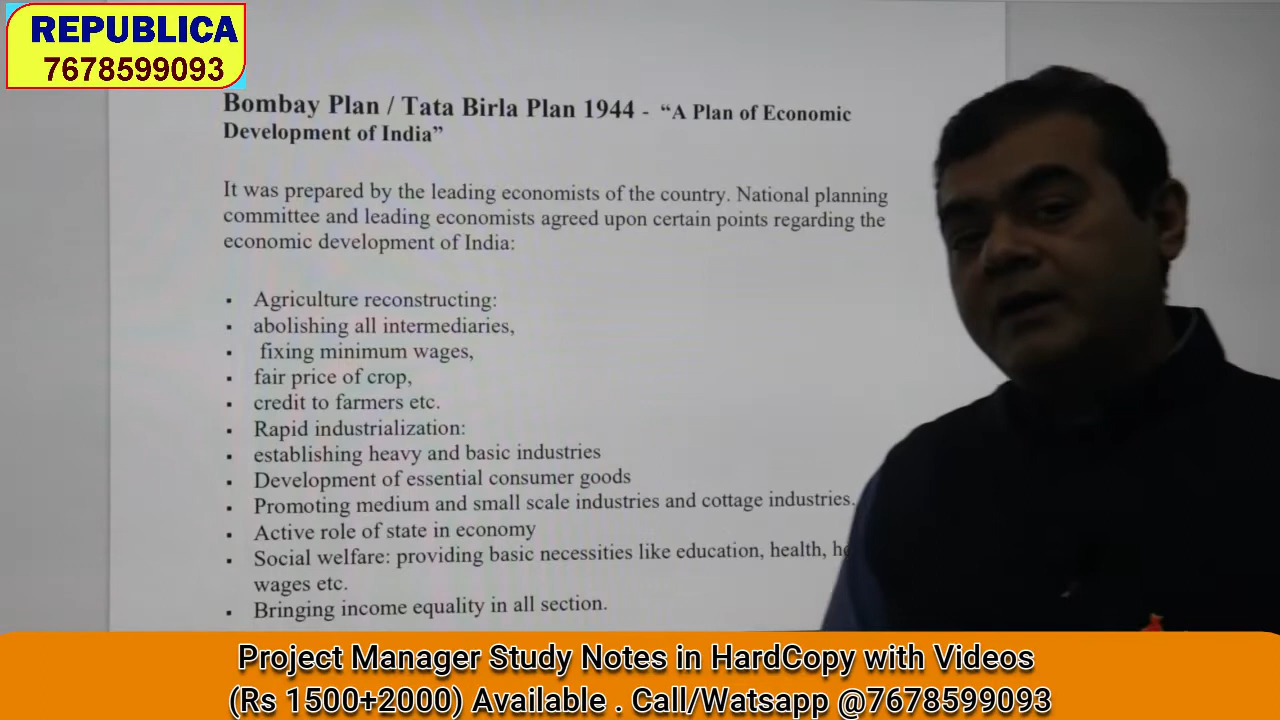 REPUBLICA
7678599093
Bombay Plan / Tata Birla Plan 1944 - “A Plan of Economic
Development of India”
It was prepared by the leading economists of the country. National planning
committee and leading economists agreed upon certain points regarding the
economic development of India:
▪ Agriculture reconstructing:
▪ abolishing all intermediaries,
▪ fixing minimum wages,
▪ fair price of crop,
▪ credit to farmers etc.
▪ Rapid industrialization:
▪ establishing heavy and basic industries
▪ Development of essential consumer goods
▪ Promoting medium and small scale industries and cottage industries.
▪ Active role of state in economy
▪ Social welfare: providing basic necessities like education, health,
wages etc.
▪ Bringing income equality in all section.
Project Manager Study Notes in HardCopy with Videos
(Rs 1500+2000) Available . Call/Watsapp @7678599093